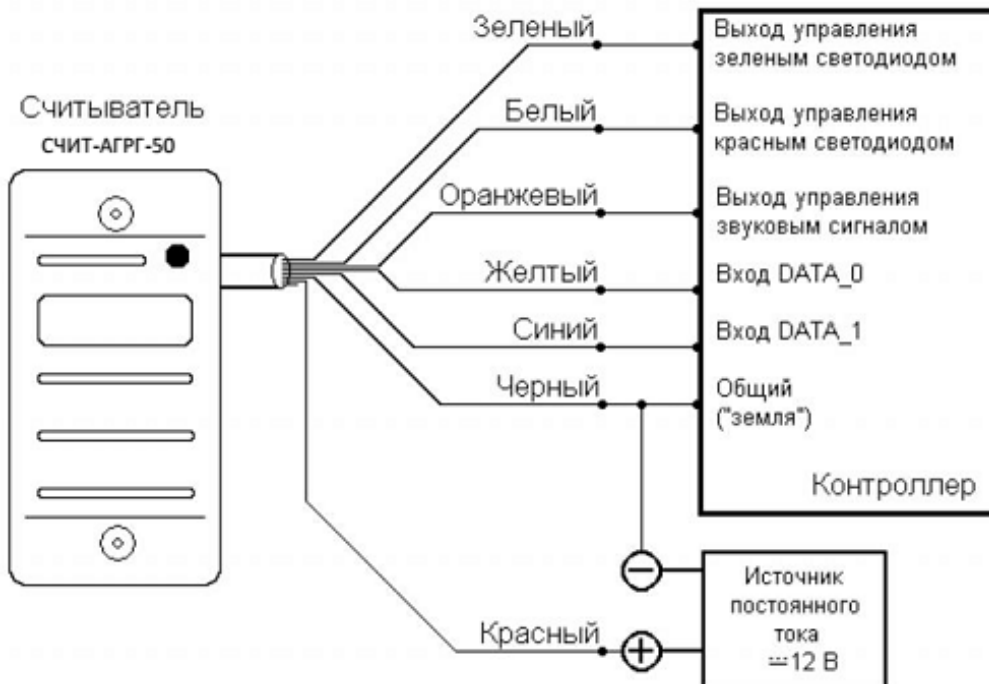 Считыватель
СЧИТ-АГРГ-50
Зеленый
Белый
Оранжевый
Желтый
Синий
Черный
Красный
Выход управления
зеленым светодиодом
Выход управления
красным светодиодом
Выход управления
звуковым сигналом
Вход DATA_0
Вход DATA_1
Общий
("земля")
Контроллер
Источник
постоянного
тока
⎓12 В